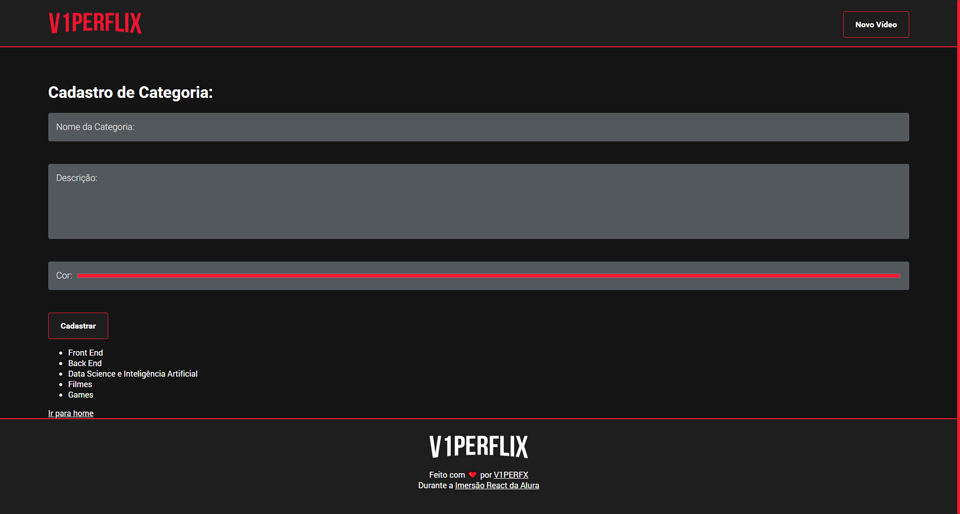 V1PERFLIX
Novo Vídeo
Cadastro de Categoria:
Nome da Categoria:
Descrição:
Cor:
Cadastrar
Front End
Back End
Data Science e Inteligência Artificial
Filmes
Games
Ir para home
V1PERFLIX
Feito com ❤️ por V1PERFX
Durante a Imersão React da Alura